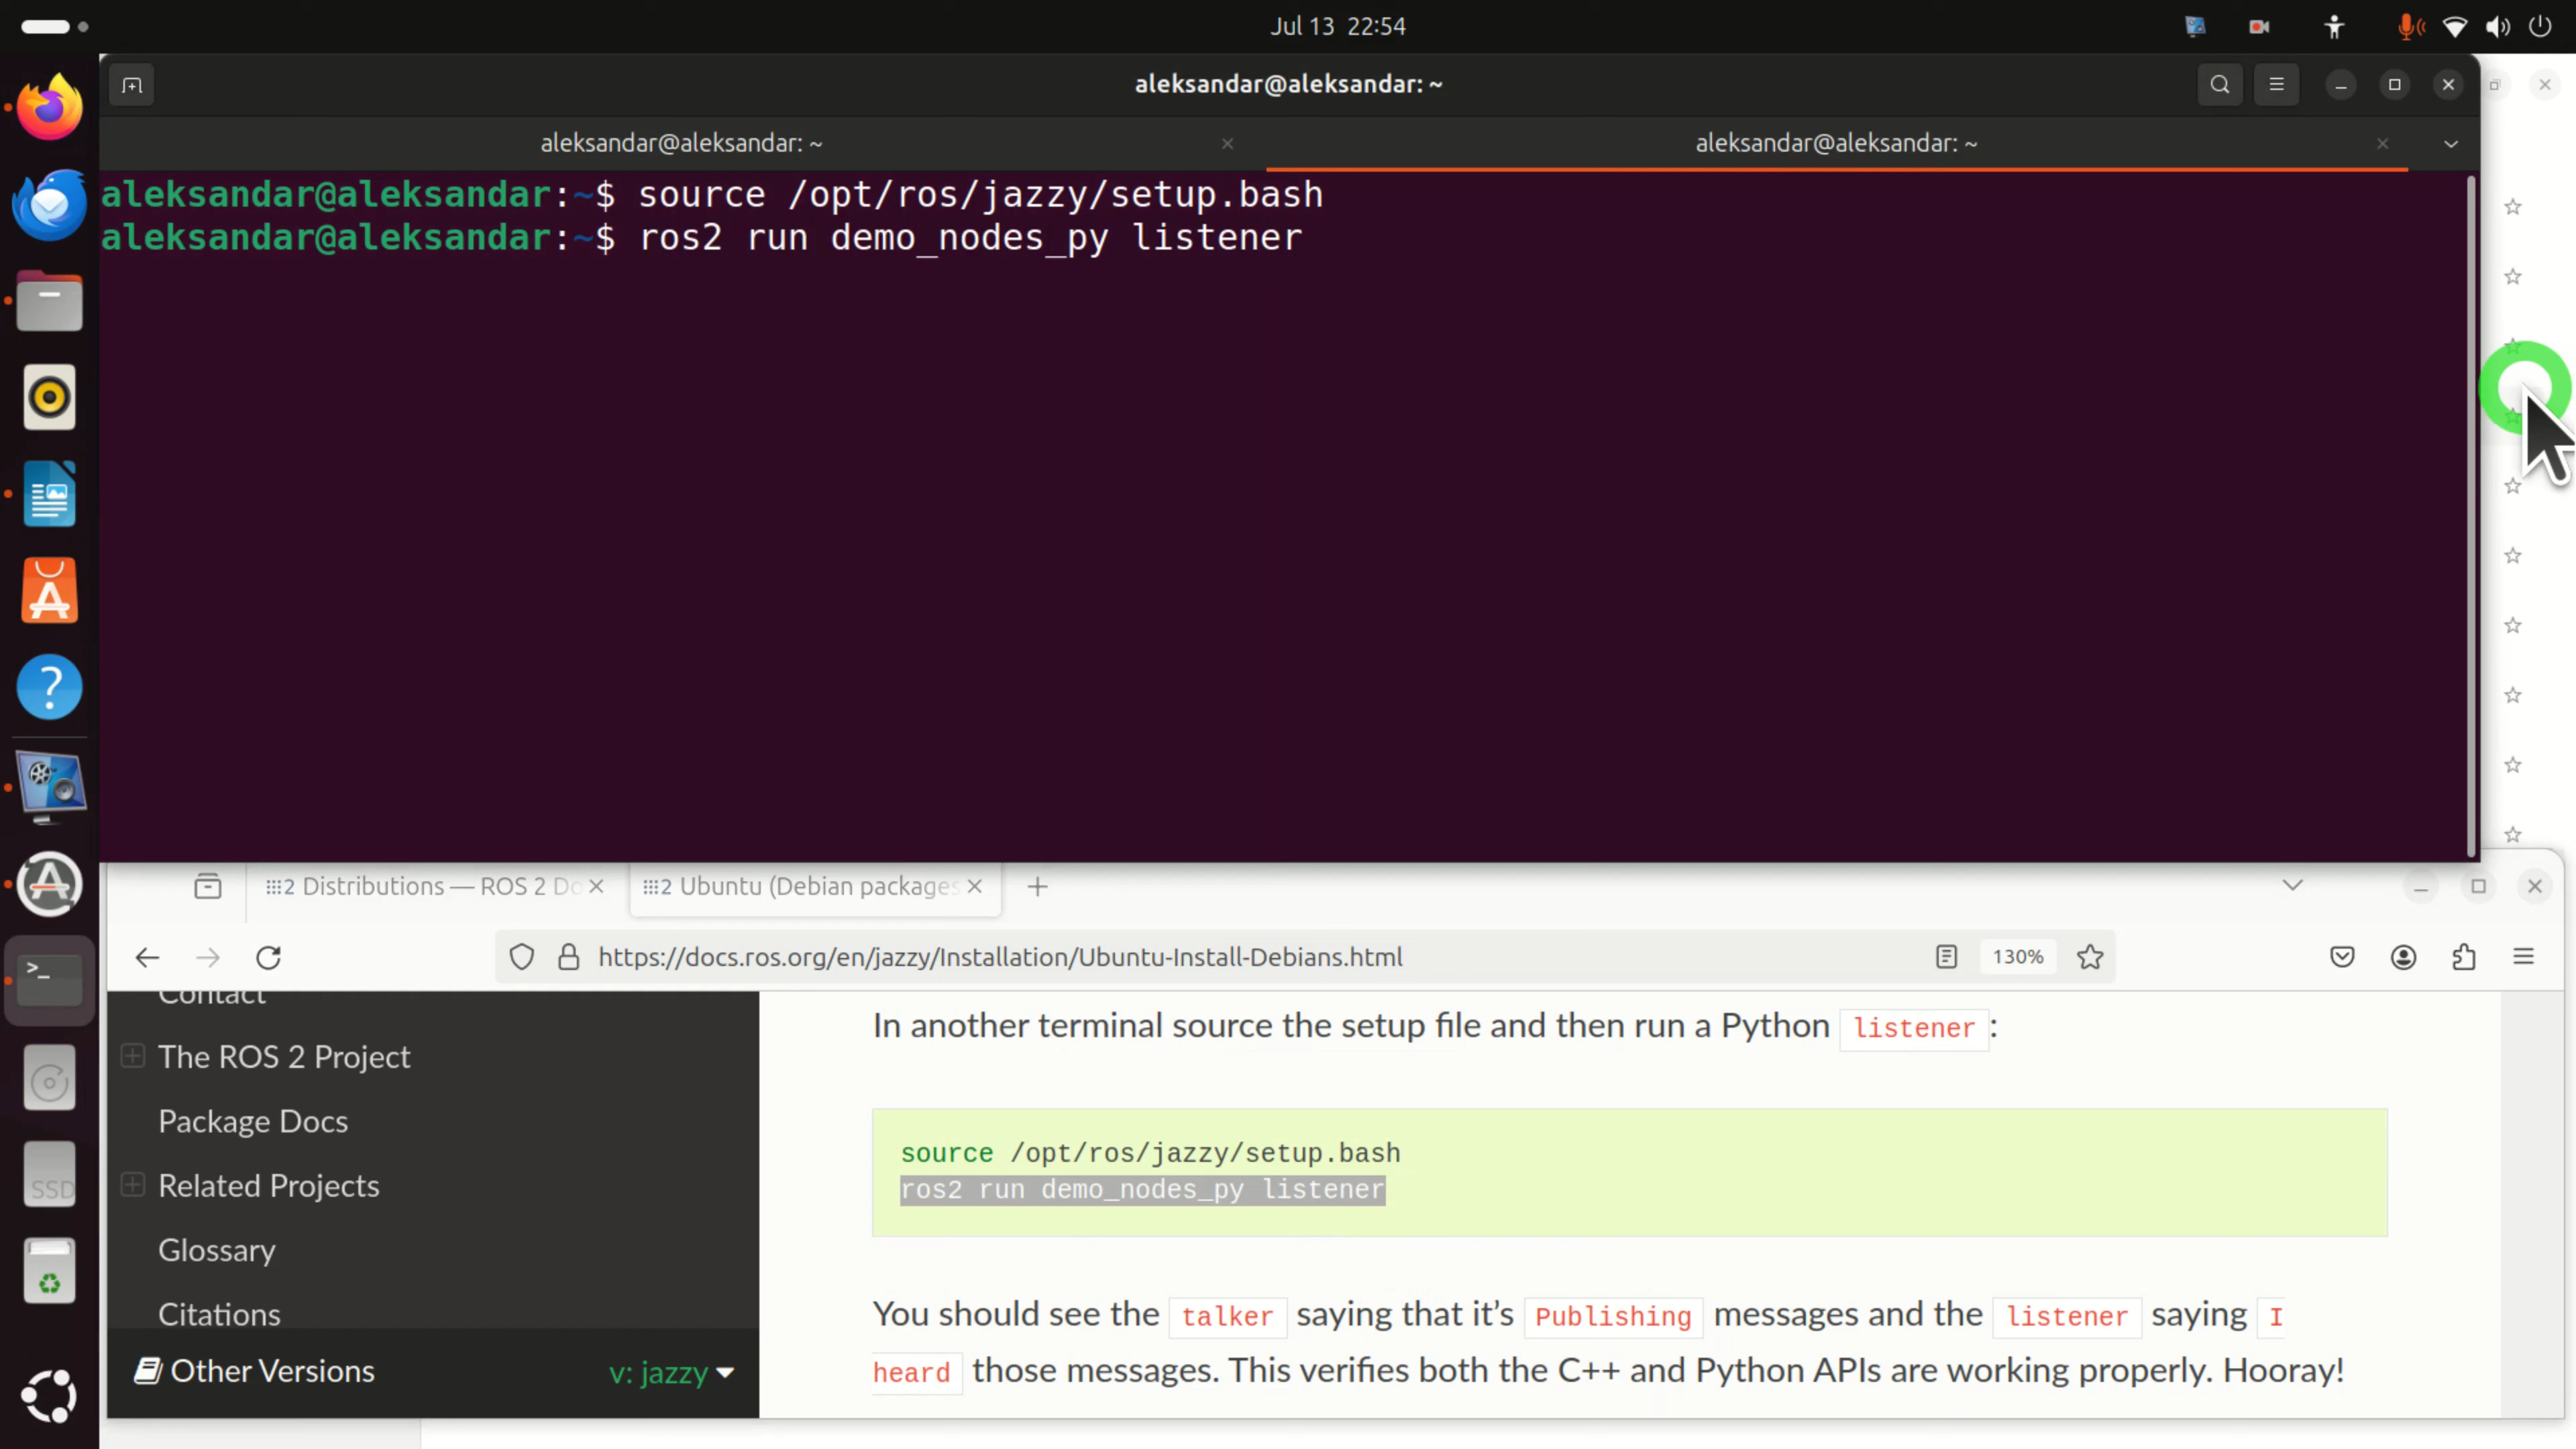 Jul 13 22:54
aleksandar@aleksandar: ~
aleksandar@aleksandar: ~
aleksandar@aleksandar: ~
aleksandar@aleksandar:~$ source /opt/ros/jazzy/setup.bash
aleksandar@aleksandar:~$ ros2 run demo_nodes_py listener
Distributions — ROS 2 Do
Ubuntu (Debian packages
https://docs.ros.org/en/jazzy/Installation/Ubuntu-Install-Debians.html
130%
Contact
The ROS 2 Project
Package Docs
Related Projects
Glossary
Citations
Other Versions
v: jazzy
In another terminal source the setup file and then run a Python listener:
source /opt/ros/jazzy/setup.bash
ros2 run demo_nodes_py listener
You should see the talker saying that it's Publishing messages and the listener saying I
heard those messages. This verifies both the C++ and Python APIs are working properly. Hooray!
SSD